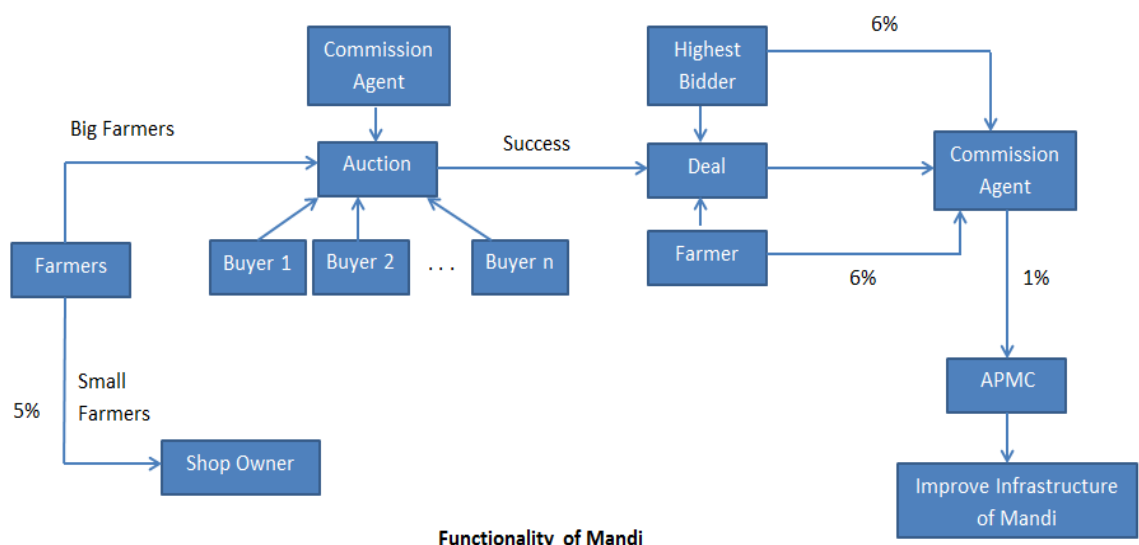 Commission
Agent
Highest
Bidder
6%
Big Farmers
Success
Auction
Deal
Commission
Agent
Farmers
Buyer 1
Buyer 2
. . .
Buyer n
Farmer
6%
1%
5%
Small
Farmers
APMC
Shop Owner
Improve Infrastructure
of Mandi
Functionality of Mandi